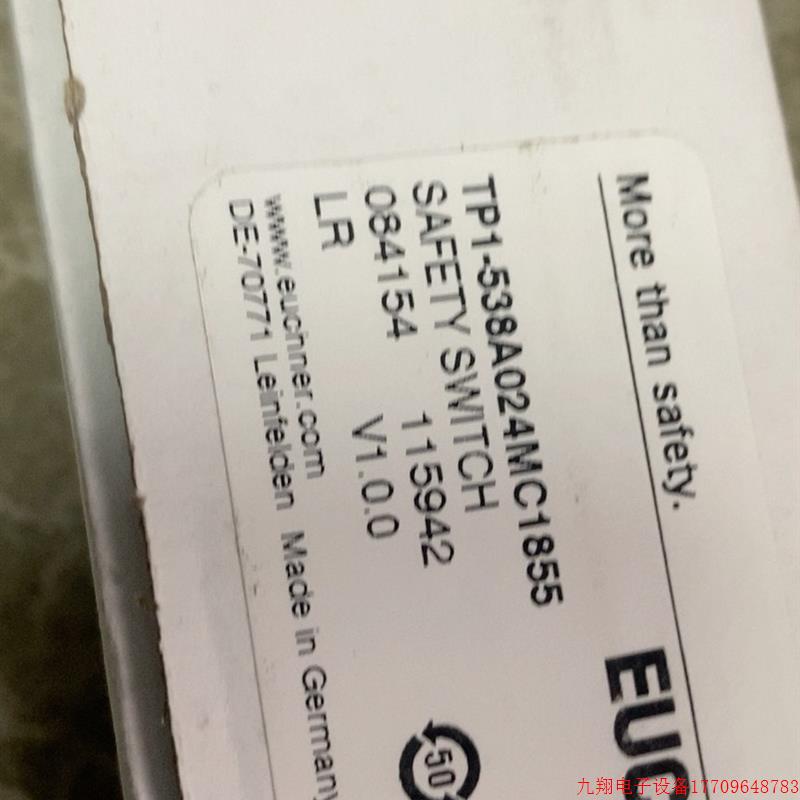 More than safety.
EUC
TP1-538A024MC1855
SAFETY SWITCH
084154 115942
LR V1.0.0
www.euchner.com
DE-70771 Leinfelden Made in Germany
50
九翔电子设备17709648783